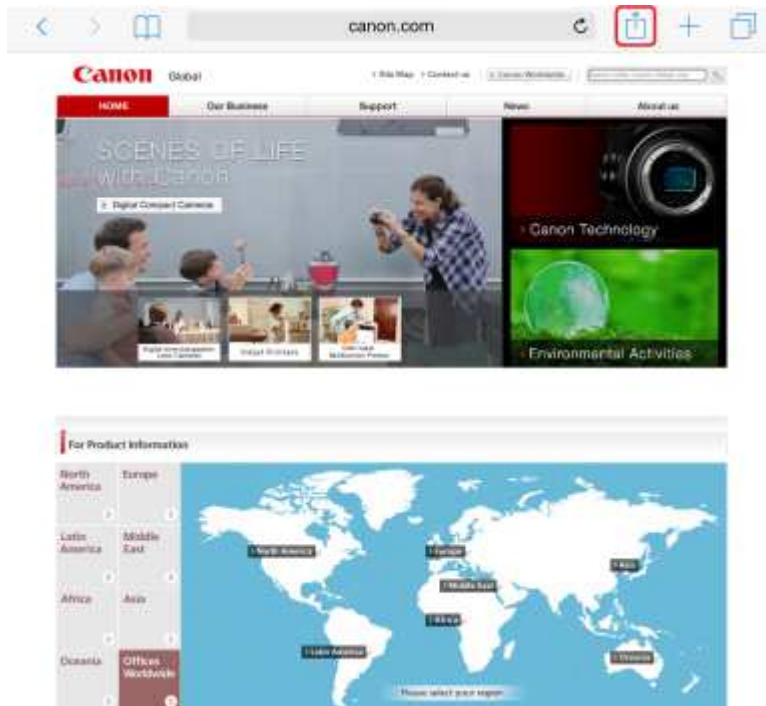 canon.com
Canon Global
› Site Map › Contact us › Canon Worldwide
HOME Our Business Support News About us
SCENES OF LIFE
with Canon
› Digital Compact Cameras
› Canon Technology
Inkjet Printers
› Environmental Activities
For Product Information
North America
Europe
Latin America
Middle East
Africa
Asia
Oceania
Offices Worldwide
› North America
› Europe
› Asia
› Middle East
› Africa
› Latin America
› Oceania
Please select your region